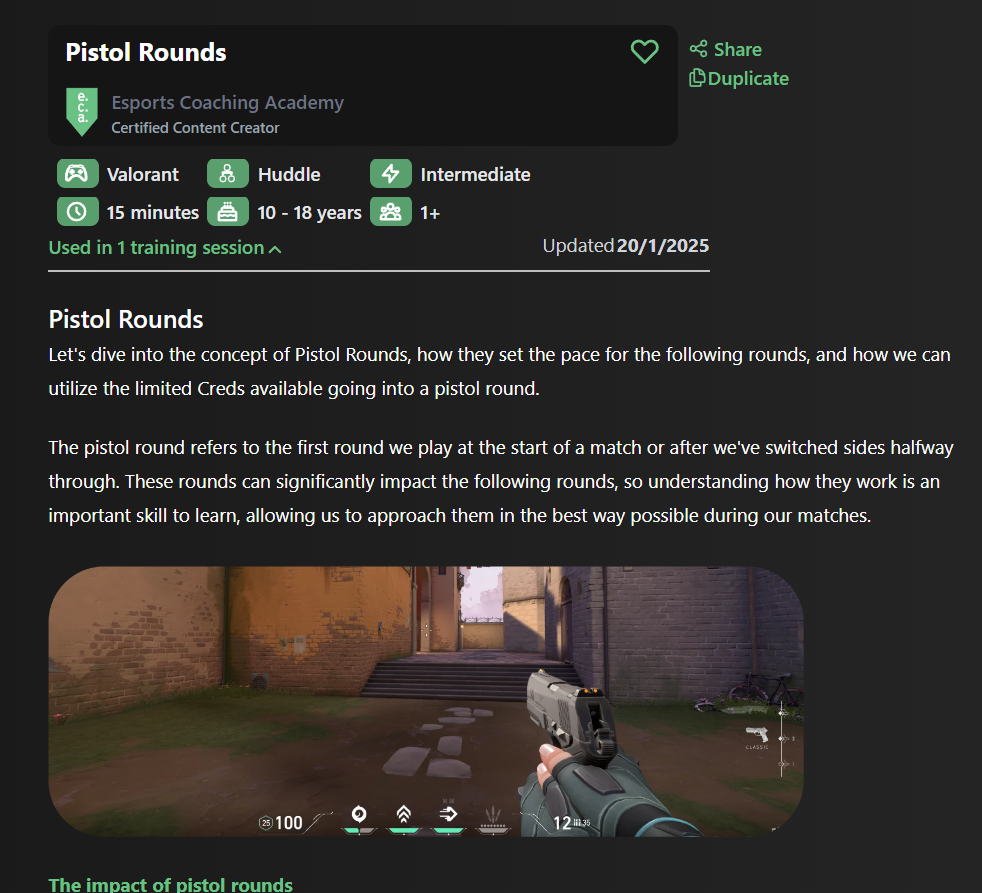 Pistol Rounds
Share
Duplicate
e.
c.
a.
Esports Coaching Academy
Certified Content Creator
Valorant
Huddle
Intermediate
15 minutes
10 - 18 years
1+
Used in 1 training session
Updated 20/1/2025
Pistol Rounds
Let's dive into the concept of Pistol Rounds, how they set the pace for the following rounds, and how we can
utilize the limited Creds available going into a pistol round.
The pistol round refers to the first round we play at the start of a match or after we've switched sides halfway
through. These rounds can significantly impact the following rounds, so understanding how they work is an
important skill to learn, allowing us to approach them in the best way possible during our matches.
CLASSIC
25 100
12 36
The impact of pistol rounds